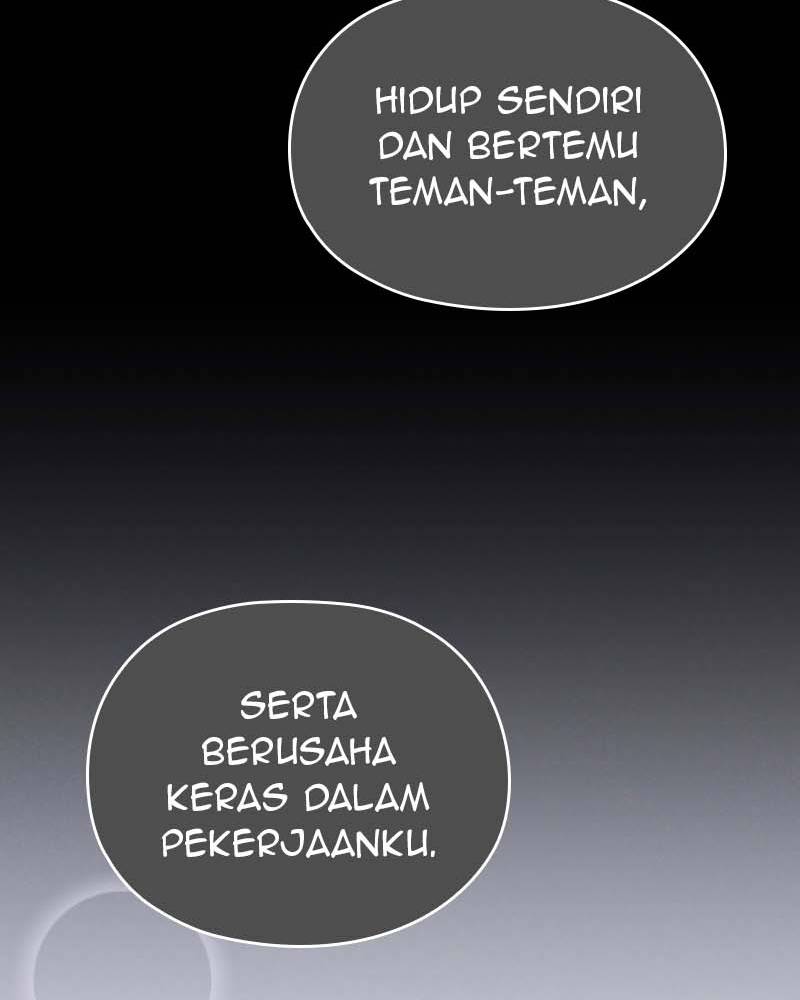 HIDUP SENDIRI
DAN BERTEMU
TEMAN-TEMAN,
SERTA
BERUSAHA
KERAS DALAM
PEKERJAANKU.